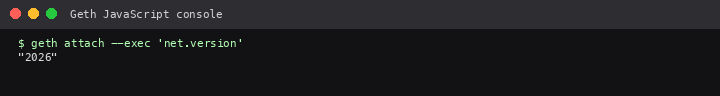 Geth JavaScript console
$ geth attach --exec 'net.version'
"2026"